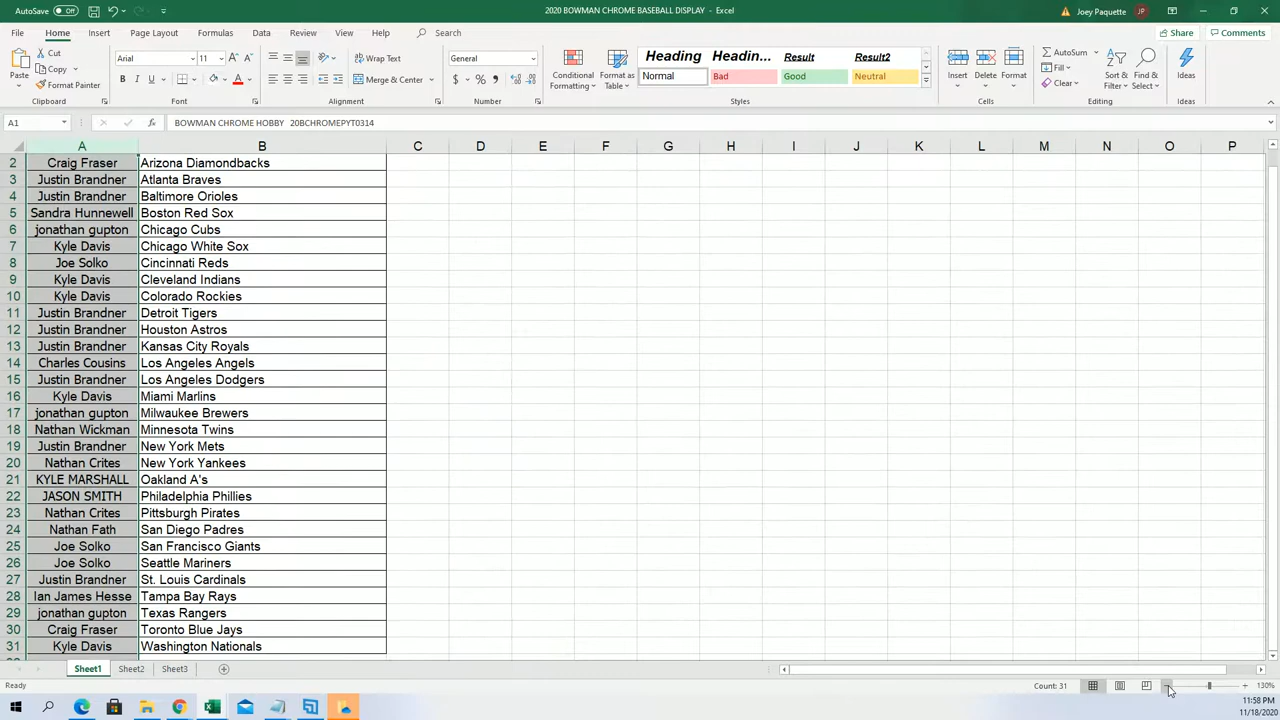 AutoSave Off 2020 BOWMAN CHROME BASEBALL DISPLAY - Excel Joey Paquette JP
File Home Insert Page Layout Formulas Data Review View Help Search Share Comments
Paste Cut Copy Format Painter Clipboard
Arial 11 A A B I U A Font
Wrap Text Merge & Center Alignment
General $ % Number
Conditional Formatting Format as Table
Heading Headin... Result Result2
Normal Bad Good Neutral
Styles
Insert Delete Format Cells
AutoSum Fill Clear Sort & Filter Find & Select Editing
Ideas Ideas
A1 fx BOWMAN CHROME HOBBY 20BCHROMEPYT0314
A B C D E F G H I J K L M N O P
2 Craig Fraser Arizona Diamondbacks
3 Justin Brandner Atlanta Braves
4 Justin Brandner Baltimore Orioles
5 Sandra Hunnewell Boston Red Sox
6 jonathan gupton Chicago Cubs
7 Kyle Davis Chicago White Sox
8 Joe Solko Cincinnati Reds
9 Kyle Davis Cleveland Indians
10 Kyle Davis Colorado Rockies
11 Justin Brandner Detroit Tigers
12 Justin Brandner Houston Astros
13 Justin Brandner Kansas City Royals
14 Charles Cousins Los Angeles Angels
15 Justin Brandner Los Angeles Dodgers
16 Kyle Davis Miami Marlins
17 jonathan gupton Milwaukee Brewers
18 Nathan Wickman Minnesota Twins
19 Justin Brandner New York Mets
20 Nathan Crites New York Yankees
21 KYLE MARSHALL Oakland A's
22 JASON SMITH Philadelphia Phillies
23 Nathan Crites Pittsburgh Pirates
24 Nathan Fath San Diego Padres
25 Joe Solko San Francisco Giants
26 Joe Solko Seattle Mariners
27 Justin Brandner St. Louis Cardinals
28 Ian James Hesse Tampa Bay Rays
29 jonathan gupton Texas Rangers
30 Craig Fraser Toronto Blue Jays
31 Kyle Davis Washington Nationals
Sheet1 Sheet2 Sheet3
Ready Count: 31 130%
11:58 PM
11/18/2020